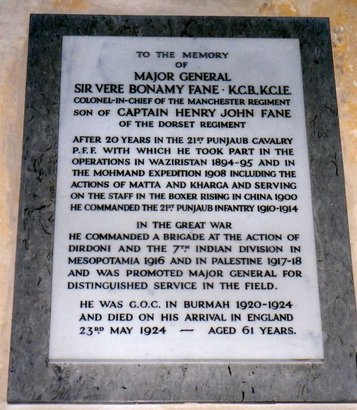 TO THE MEMORY
OF
MAJOR GENERAL
SIR VERE BONAMY FANE · K.C.B., K.C.I.E.
COLONEL-IN-CHIEF OF THE MANCHESTER REGIMENT
SON OF CAPTAIN HENRY JOHN FANE
OF THE DORSET REGIMENT
AFTER 20 YEARS IN THE 21ST PUNJAUB CAVALRY
P.F.F. WITH WHICH HE TOOK PART IN THE
OPERATIONS IN WAZIRISTAN 1894-95 AND IN
THE MOHMAND EXPEDITION 1908 INCLUDING THE
ACTIONS OF MATTA AND KHARGA AND SERVING
ON THE STAFF IN THE BOXER RISING IN CHINA 1900
HE COMMANDED THE 21ST PUNJAUB INFANTRY 1910-1914
IN THE GREAT WAR
HE COMMANDED A BRIGADE AT THE ACTION OF
DIRDONI AND THE 7TH INDIAN DIVISION IN
MESOPOTAMIA 1916 AND IN PALESTINE 1917-18
AND WAS PROMOTED MAJOR GENERAL FOR
DISTINGUISHED SERVICE IN THE FIELD.
HE WAS G.O.C. IN BURMAH 1920-1924
AND DIED ON HIS ARRIVAL IN ENGLAND
23RD MAY 1924 — AGED 61 YEARS.